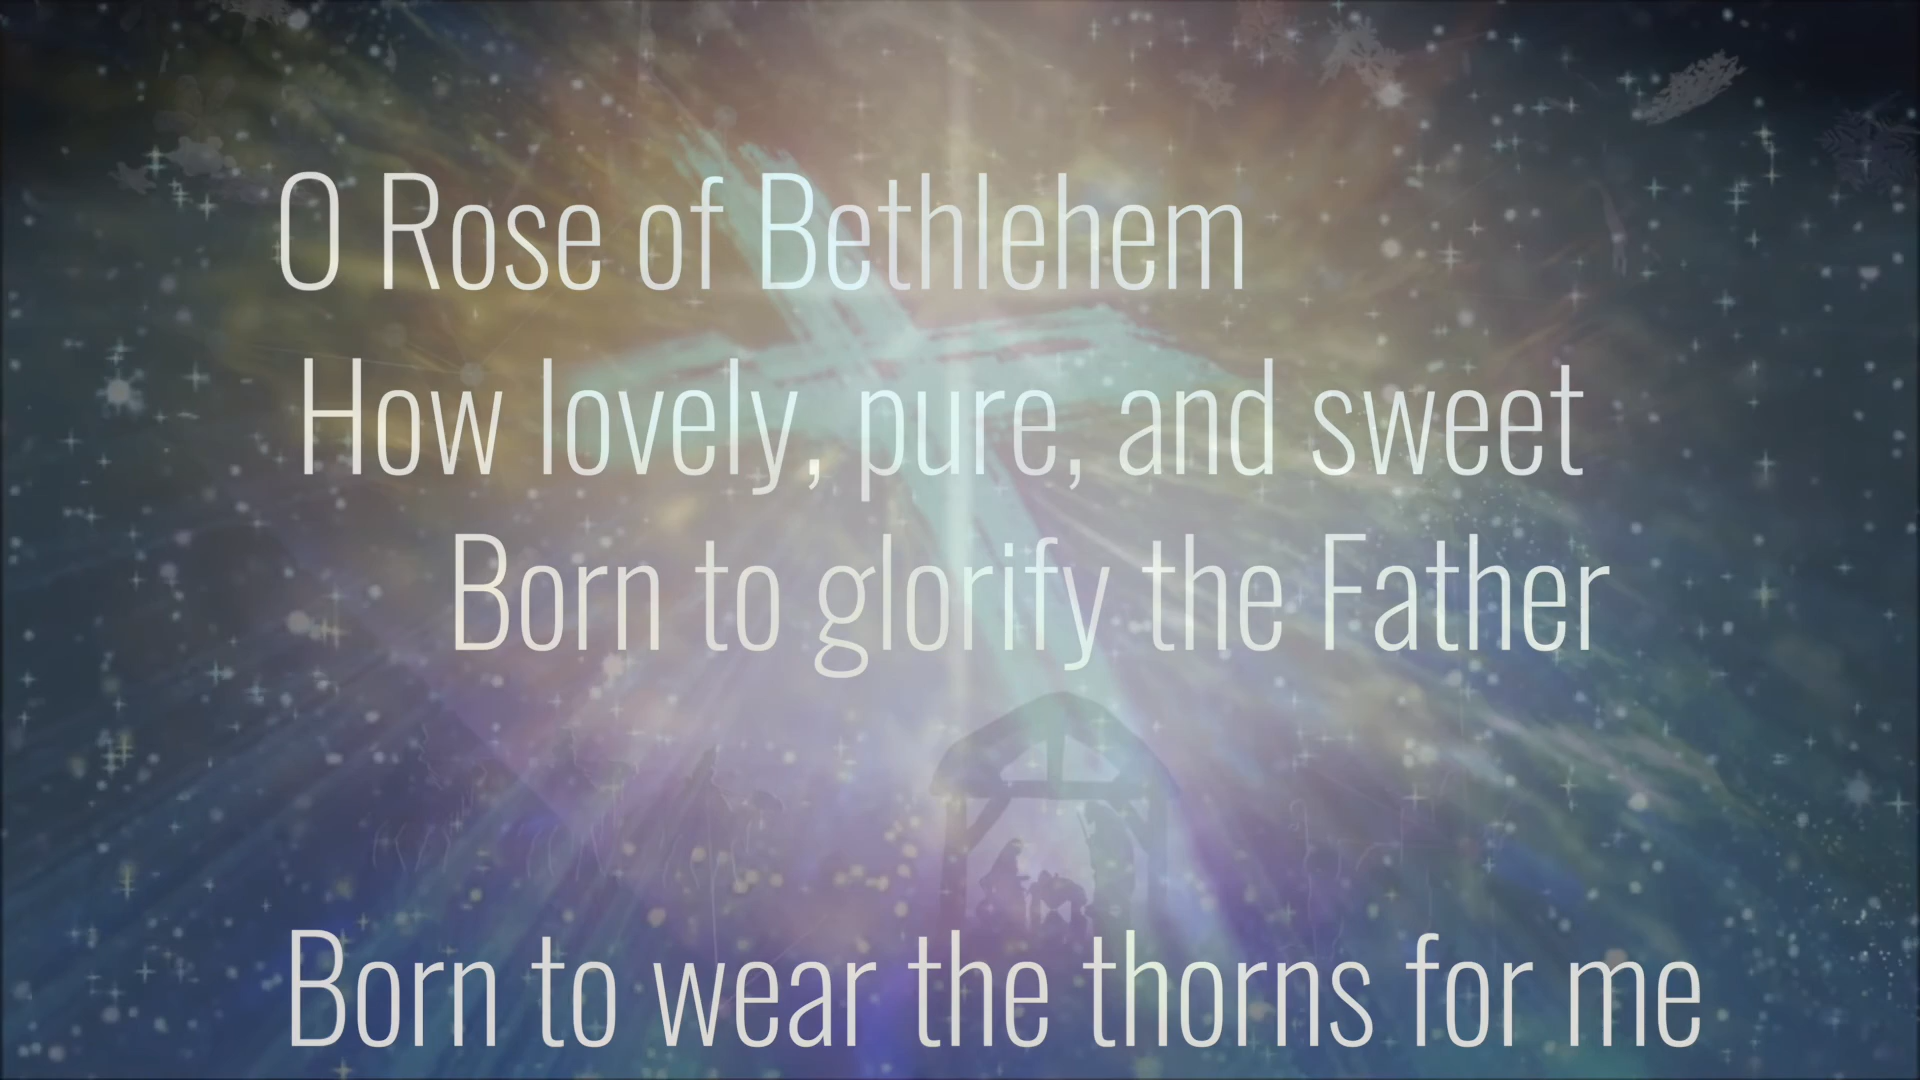 O Rose of Bethlehem
How lovely, pure, and sweet
Born to glorify the Father
Born to wear the thorns for me